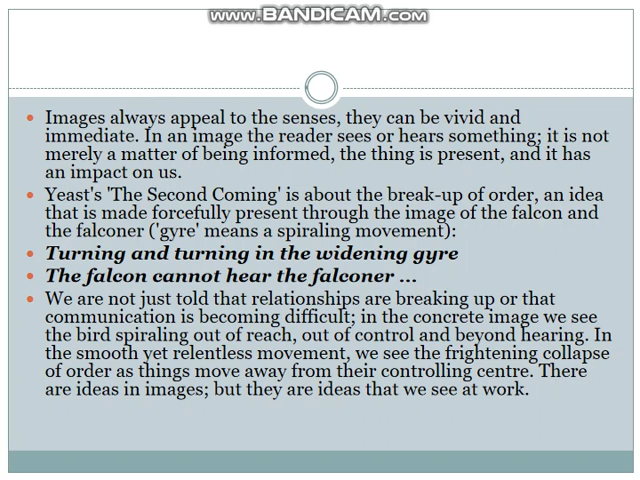 www.BANDICAM.com
Images always appeal to the senses, they can be vivid and
immediate. In an image the reader sees or hears something; it is not
merely a matter of being informed, the thing is present, and it has
an impact on us.
Yeast's 'The Second Coming' is about the break-up of order, an idea
that is made forcefully present through the image of the falcon and
the falconer ('gyre' means a spiraling movement):
Turning and turning in the widening gyre
The falcon cannot hear the falconer ...
We are not just told that relationships are breaking up or that
communication is becoming difficult; in the concrete image we see
the bird spiraling out of reach, out of control and beyond hearing. In
the smooth yet relentless movement, we see the frightening collapse
of order as things move away from their controlling centre. There
are ideas in images; but they are ideas that we see at work.